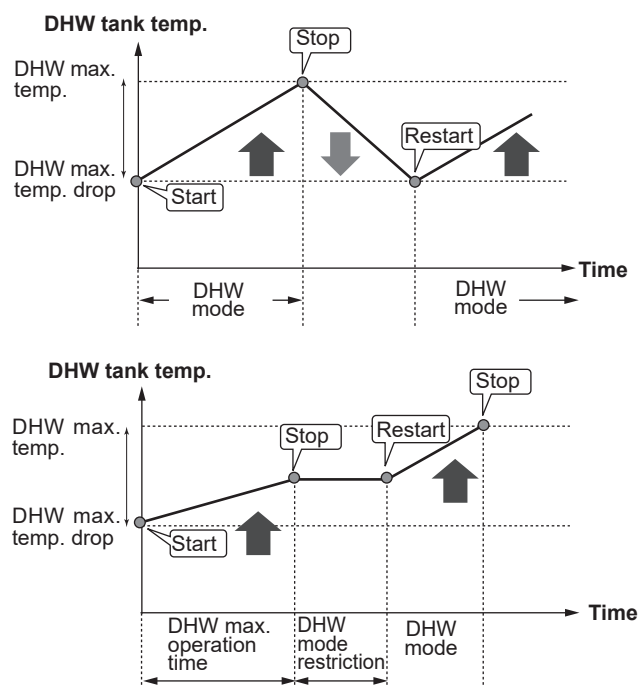 DHW tank temp.
Stop
DHW max.
temp.
Restart
DHW max.
temp. drop
Start
Time
DHW
mode
DHW
mode
DHW tank temp.
Stop
DHW max.
temp.
Stop
Restart
DHW max.
temp. drop
Start
Time
DHW max.
operation
time
DHW
mode
restriction
DHW
mode